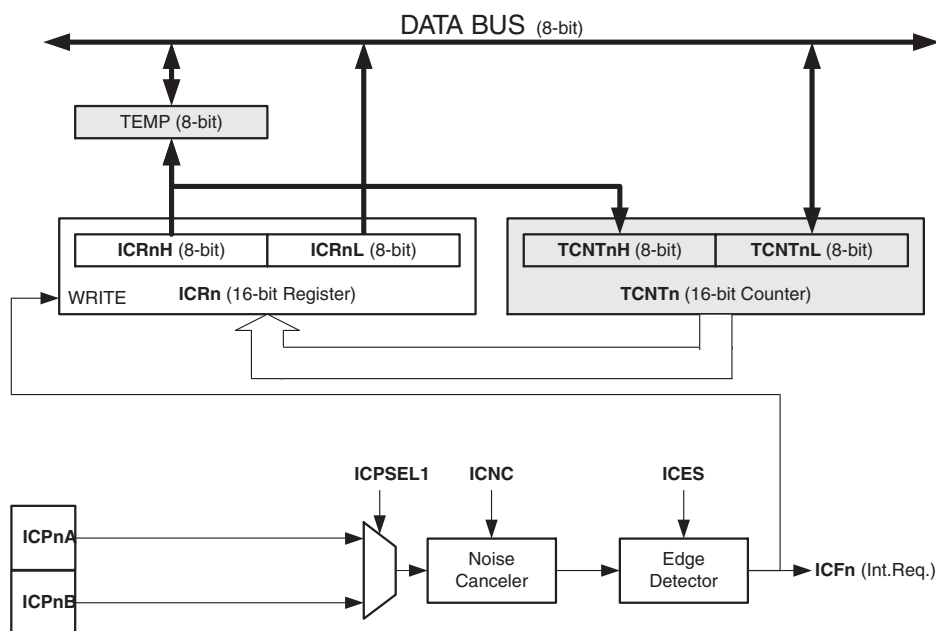 DATA BUS (8-bit)
TEMP (8-bit)
ICRnH (8-bit) ICRnL (8-bit) TCNTnH (8-bit) TCNTnL (8-bit)
WRITE ICRn (16-bit Register) TCNTn (16-bit Counter)
ICPSEL1 ICNC ICES
ICPnA
Noise Canceler
Edge Detector
ICFn (Int.Req.)
ICPnB